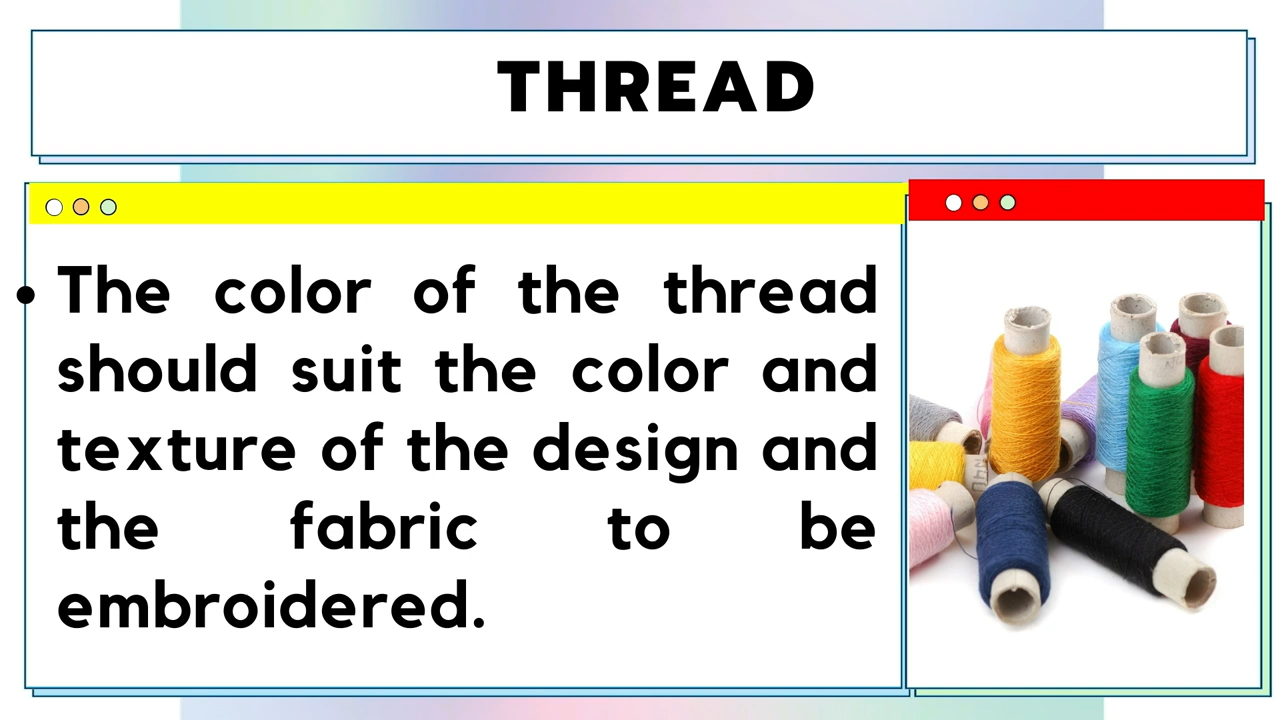 THREAD
• The color of the thread
should suit the color and
texture of the design and
the fabric to be
embroidered.